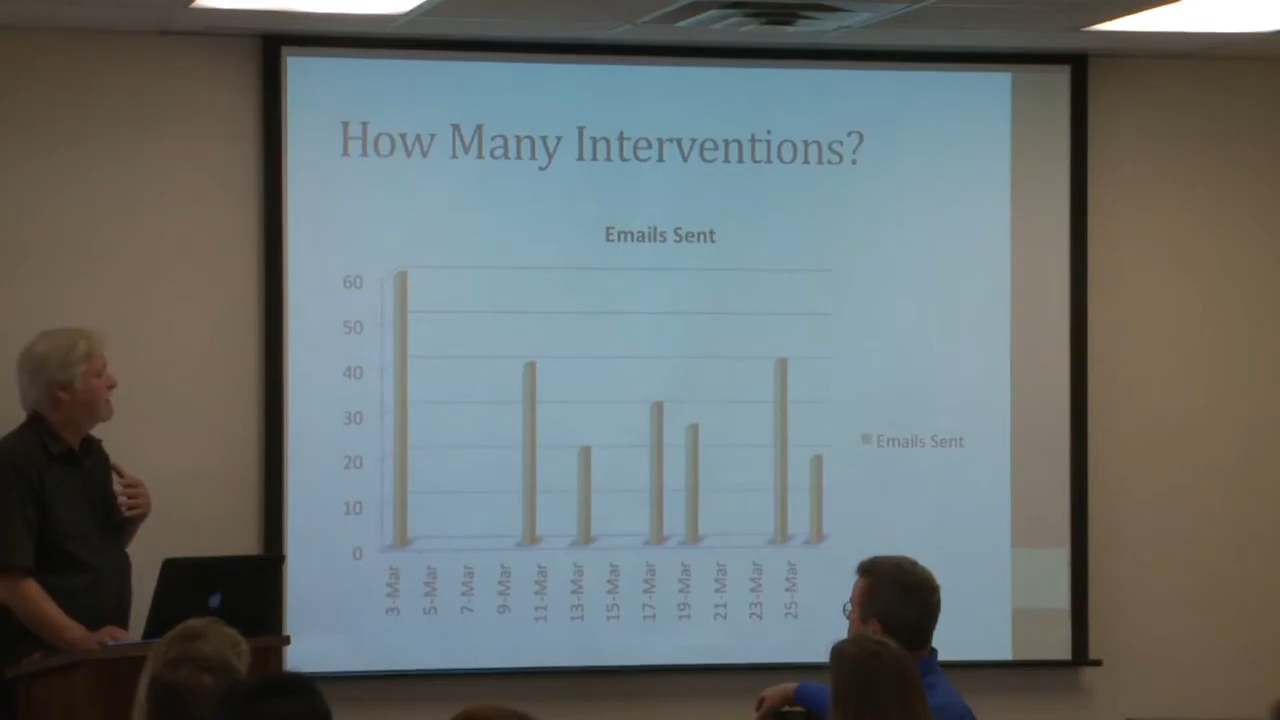 How Many Interventions?
Emails Sent
60
50
40
30
20
10
0
Emails Sent
3-Mar
5-Mar
7-Mar
9-Mar
11-Mar
13-Mar
15-Mar
17-Mar
19-Mar
21-Mar
23-Mar
25-Mar